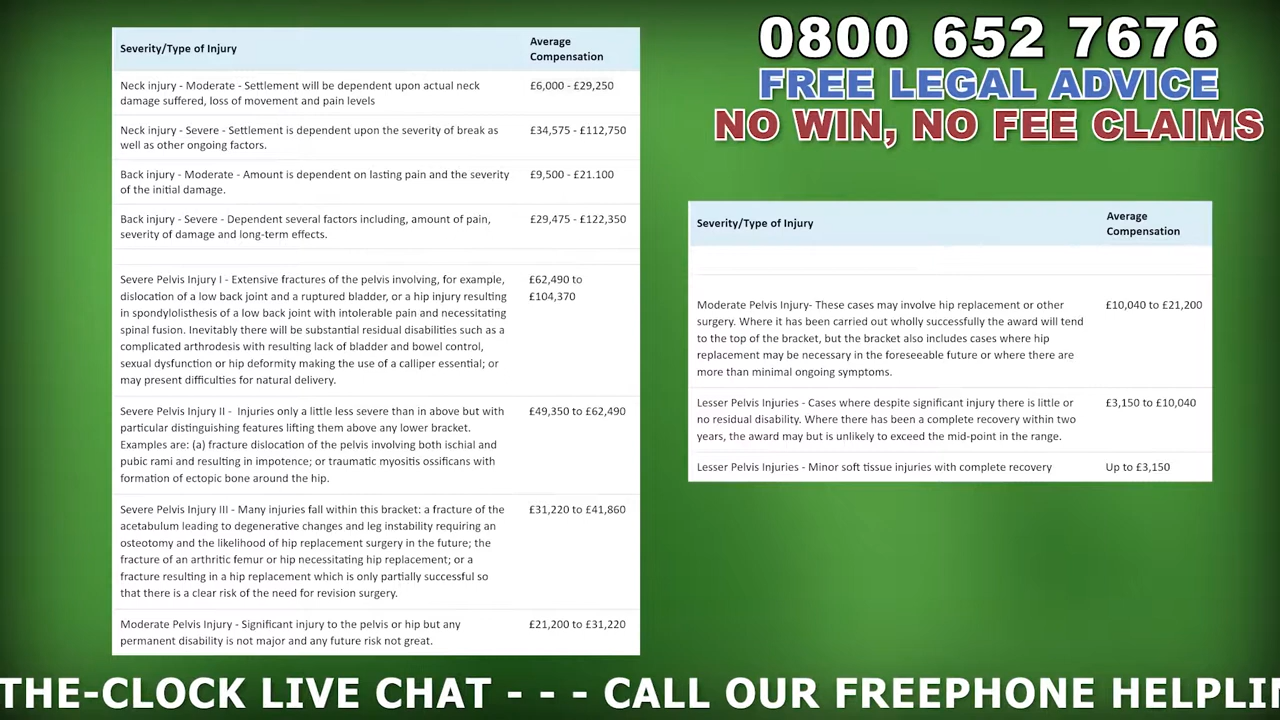 Severity/Type of Injury
Average
Compensation
Neck injury - Moderate - Settlement will be dependent upon actual neck
damage suffered, loss of movement and pain levels
£6,000 - £29,250
Neck injury - Severe - Settlement is dependent upon the severity of break as
well as other ongoing factors.
£34,575 - £112,750
Back injury - Moderate - Amount is dependent on lasting pain and the severity
of the initial damage.
£9,500 - £21.100
Back injury - Severe - Dependent several factors including, amount of pain,
severity of damage and long-term effects.
£29,475 - £122,350
Severe Pelvis Injury I - Extensive fractures of the pelvis involving, for example,
dislocation of a low back joint and a ruptured bladder, or a hip injury resulting
in spondylolisthesis of a low back joint with intolerable pain and necessitating
spinal fusion. Inevitably there will be substantial residual disabilities such as a
complicated arthrodesis with resulting lack of bladder and bowel control,
sexual dysfunction or hip deformity making the use of a calliper essential; or
may present difficulties for natural delivery.
£62,490 to
£104,370
Severe Pelvis Injury II - Injuries only a little less severe than in above but with
particular distinguishing features lifting them above any lower bracket.
Examples are: (a) fracture dislocation of the pelvis involving both ischial and
pubic rami and resulting in impotence; or traumatic myositis ossificans with
formation of ectopic bone around the hip.
£49,350 to £62,490
Severe Pelvis Injury III - Many injuries fall within this bracket: a fracture of the
acetabulum leading to degenerative changes and leg instability requiring an
osteotomy and the likelihood of hip replacement surgery in the future; the
fracture of an arthritic femur or hip necessitating hip replacement; or a
fracture resulting in a hip replacement which is only partially successful so
that there is a clear risk of the need for revision surgery.
£31,220 to £41,860
Moderate Pelvis Injury - Significant injury to the pelvis or hip but any
permanent disability is not major and any future risk not great.
£21,200 to £31,220
0800 652 7676
FREE LEGAL ADVICE
NO WIN, NO FEE CLAIMS
Severity/Type of Injury
Average
Compensation
Moderate Pelvis Injury- These cases may involve hip replacement or other
surgery. Where it has been carried out wholly successfully the award will tend
to the top of the bracket, but the bracket also includes cases where hip
replacement may be necessary in the foreseeable future or where there are
more than minimal ongoing symptoms.
£10,040 to £21,200
Lesser Pelvis Injuries - Cases where despite significant injury there is little or
no residual disability. Where there has been a complete recovery within two
years, the award may but is unlikely to exceed the mid-point in the range.
£3,150 to £10,040
Lesser Pelvis Injuries - Minor soft tissue injuries with complete recovery
Up to £3,150
THE-CLOCK LIVE CHAT - - - CALL OUR FREEPHONE HELPLIN